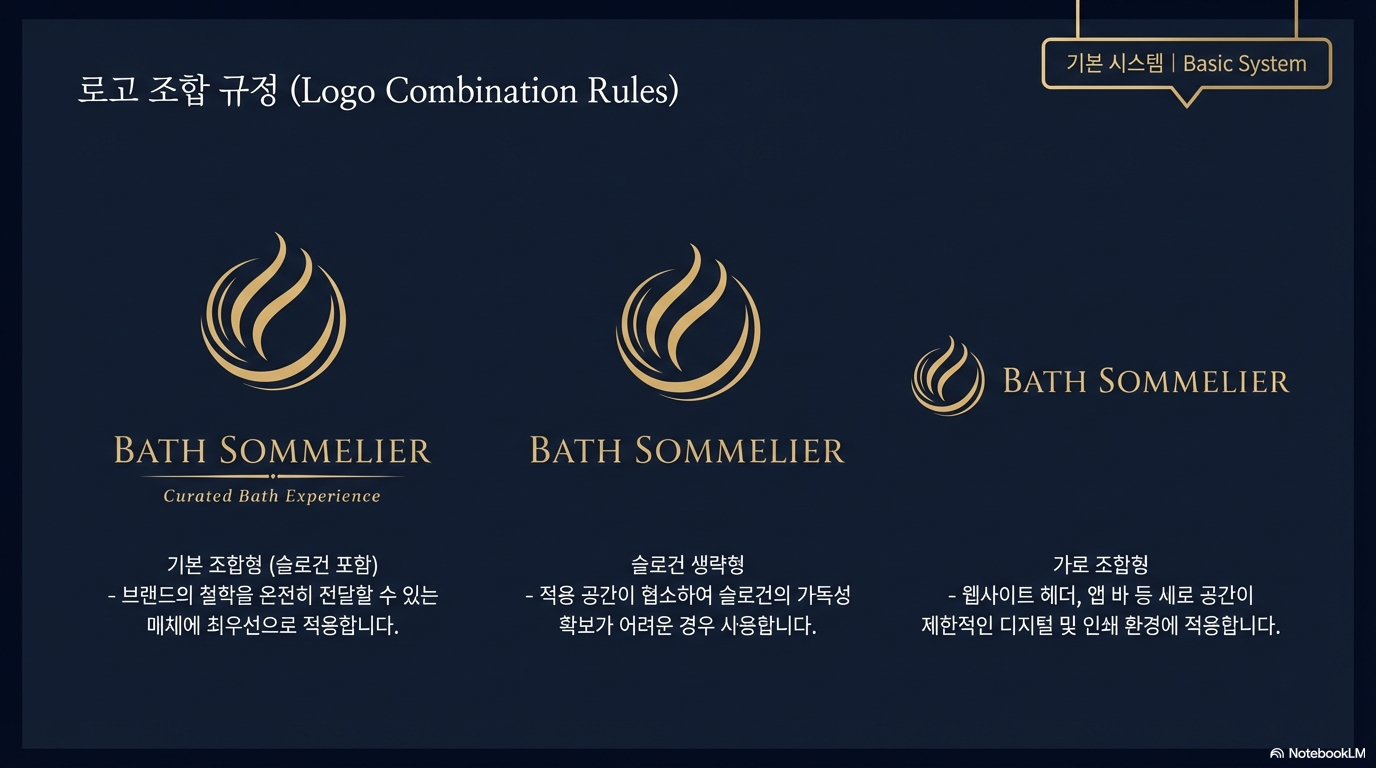 기본 시스템 | Basic System
로고 조합 규정 (Logo Combination Rules)
BATH SOMMELIER
Curated Bath Experience
기본 조합형 (슬로건 포함)
- 브랜드의 철학을 온전히 전달할 수 있는
매체에 최우선으로 적용합니다.
BATH SOMMELIER
슬로건 생략형
- 적용 공간이 협소하여 슬로건의 가독성
확보가 어려운 경우 사용합니다.
BATH SOMMELIER
가로 조합형
- 웹사이트 헤더, 앱 바 등 세로 공간이
제한적인 디지털 및 인쇄 환경에 적용합니다.
NotebookLM